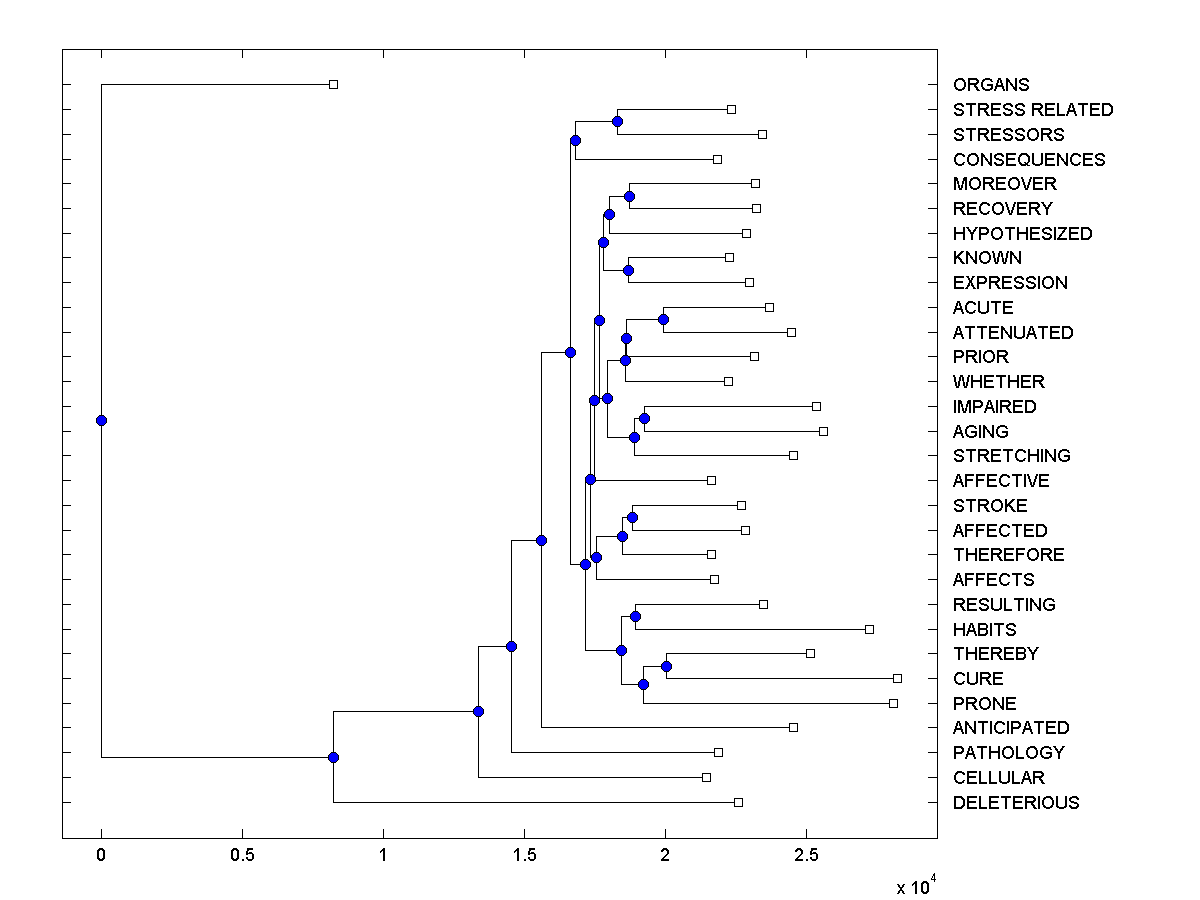 ORGANS
STRESS RELATED
STRESSORS
CONSEQUENCES
MOREOVER
RECOVERY
HYPOTHESIZED
KNOWN
EXPRESSION
ACUTE
ATTENUATED
PRIOR
WHETHER
IMPAIRED
AGING
STRETCHING
AFFECTIVE
STROKE
AFFECTED
THEREFORE
AFFECTS
RESULTING
HABITS
THEREBY
CURE
PRONE
ANTICIPATED
PATHOLOGY
CELLULAR
DELETERIOUS
0 0.5 1 1.5 2 2.5
x 10^4